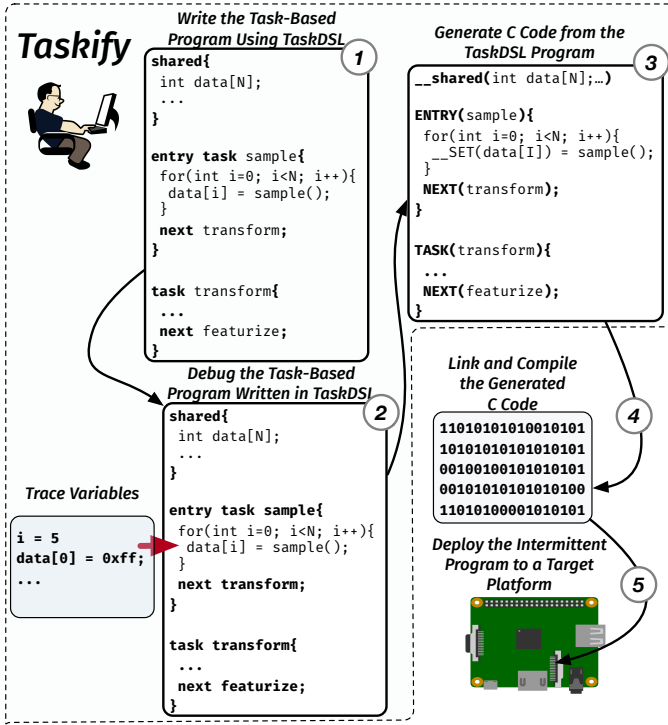 Taskify
Write the Task-Based
Program Using TaskDSL
1
shared{
int data[N];
...
}
entry task sample{
for(int i=0; i<N; i++){
data[i] = sample();
}
next transform;
}
task transform{
...
next featurize;
}
Debug the Task-Based
Program Written in TaskDSL
2
shared{
int data[N];
...
}
entry task sample{
for(int i=0; i<N; i++){
data[i] = sample();
}
next transform;
}
task transform{
...
next featurize;
}
Trace Variables
i = 5
data[0] = 0xff;
...
Generate C Code from the
TaskDSL Program
3
__shared(int data[N];…)
ENTRY(sample){
for(int i=0; i<N; i++){
__SET(data[I]) = sample();
}
NEXT(transform);
}
TASK(transform){
...
NEXT(featurize);
}
Link and Compile
the Generated
C Code
4
11010101010010101
10101010101010101
00100100101010101
00101010101010100
11010100001010101
Deploy the Intermittent
Program to a Target
Platform
5